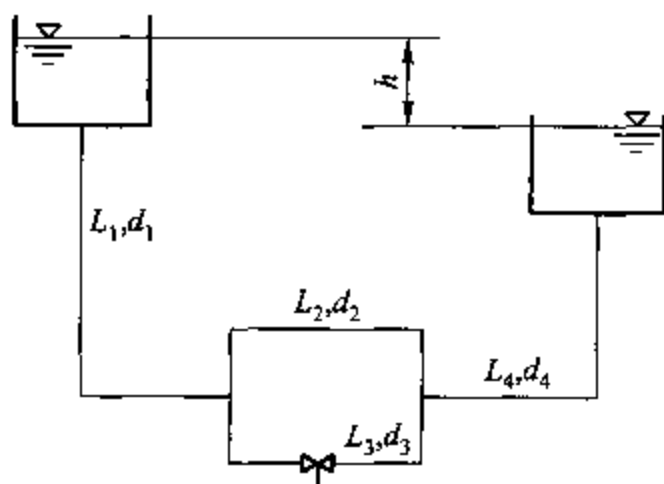 h
L₁,d₁
L₂,d₂
L₄,d₄
L₃,d₃